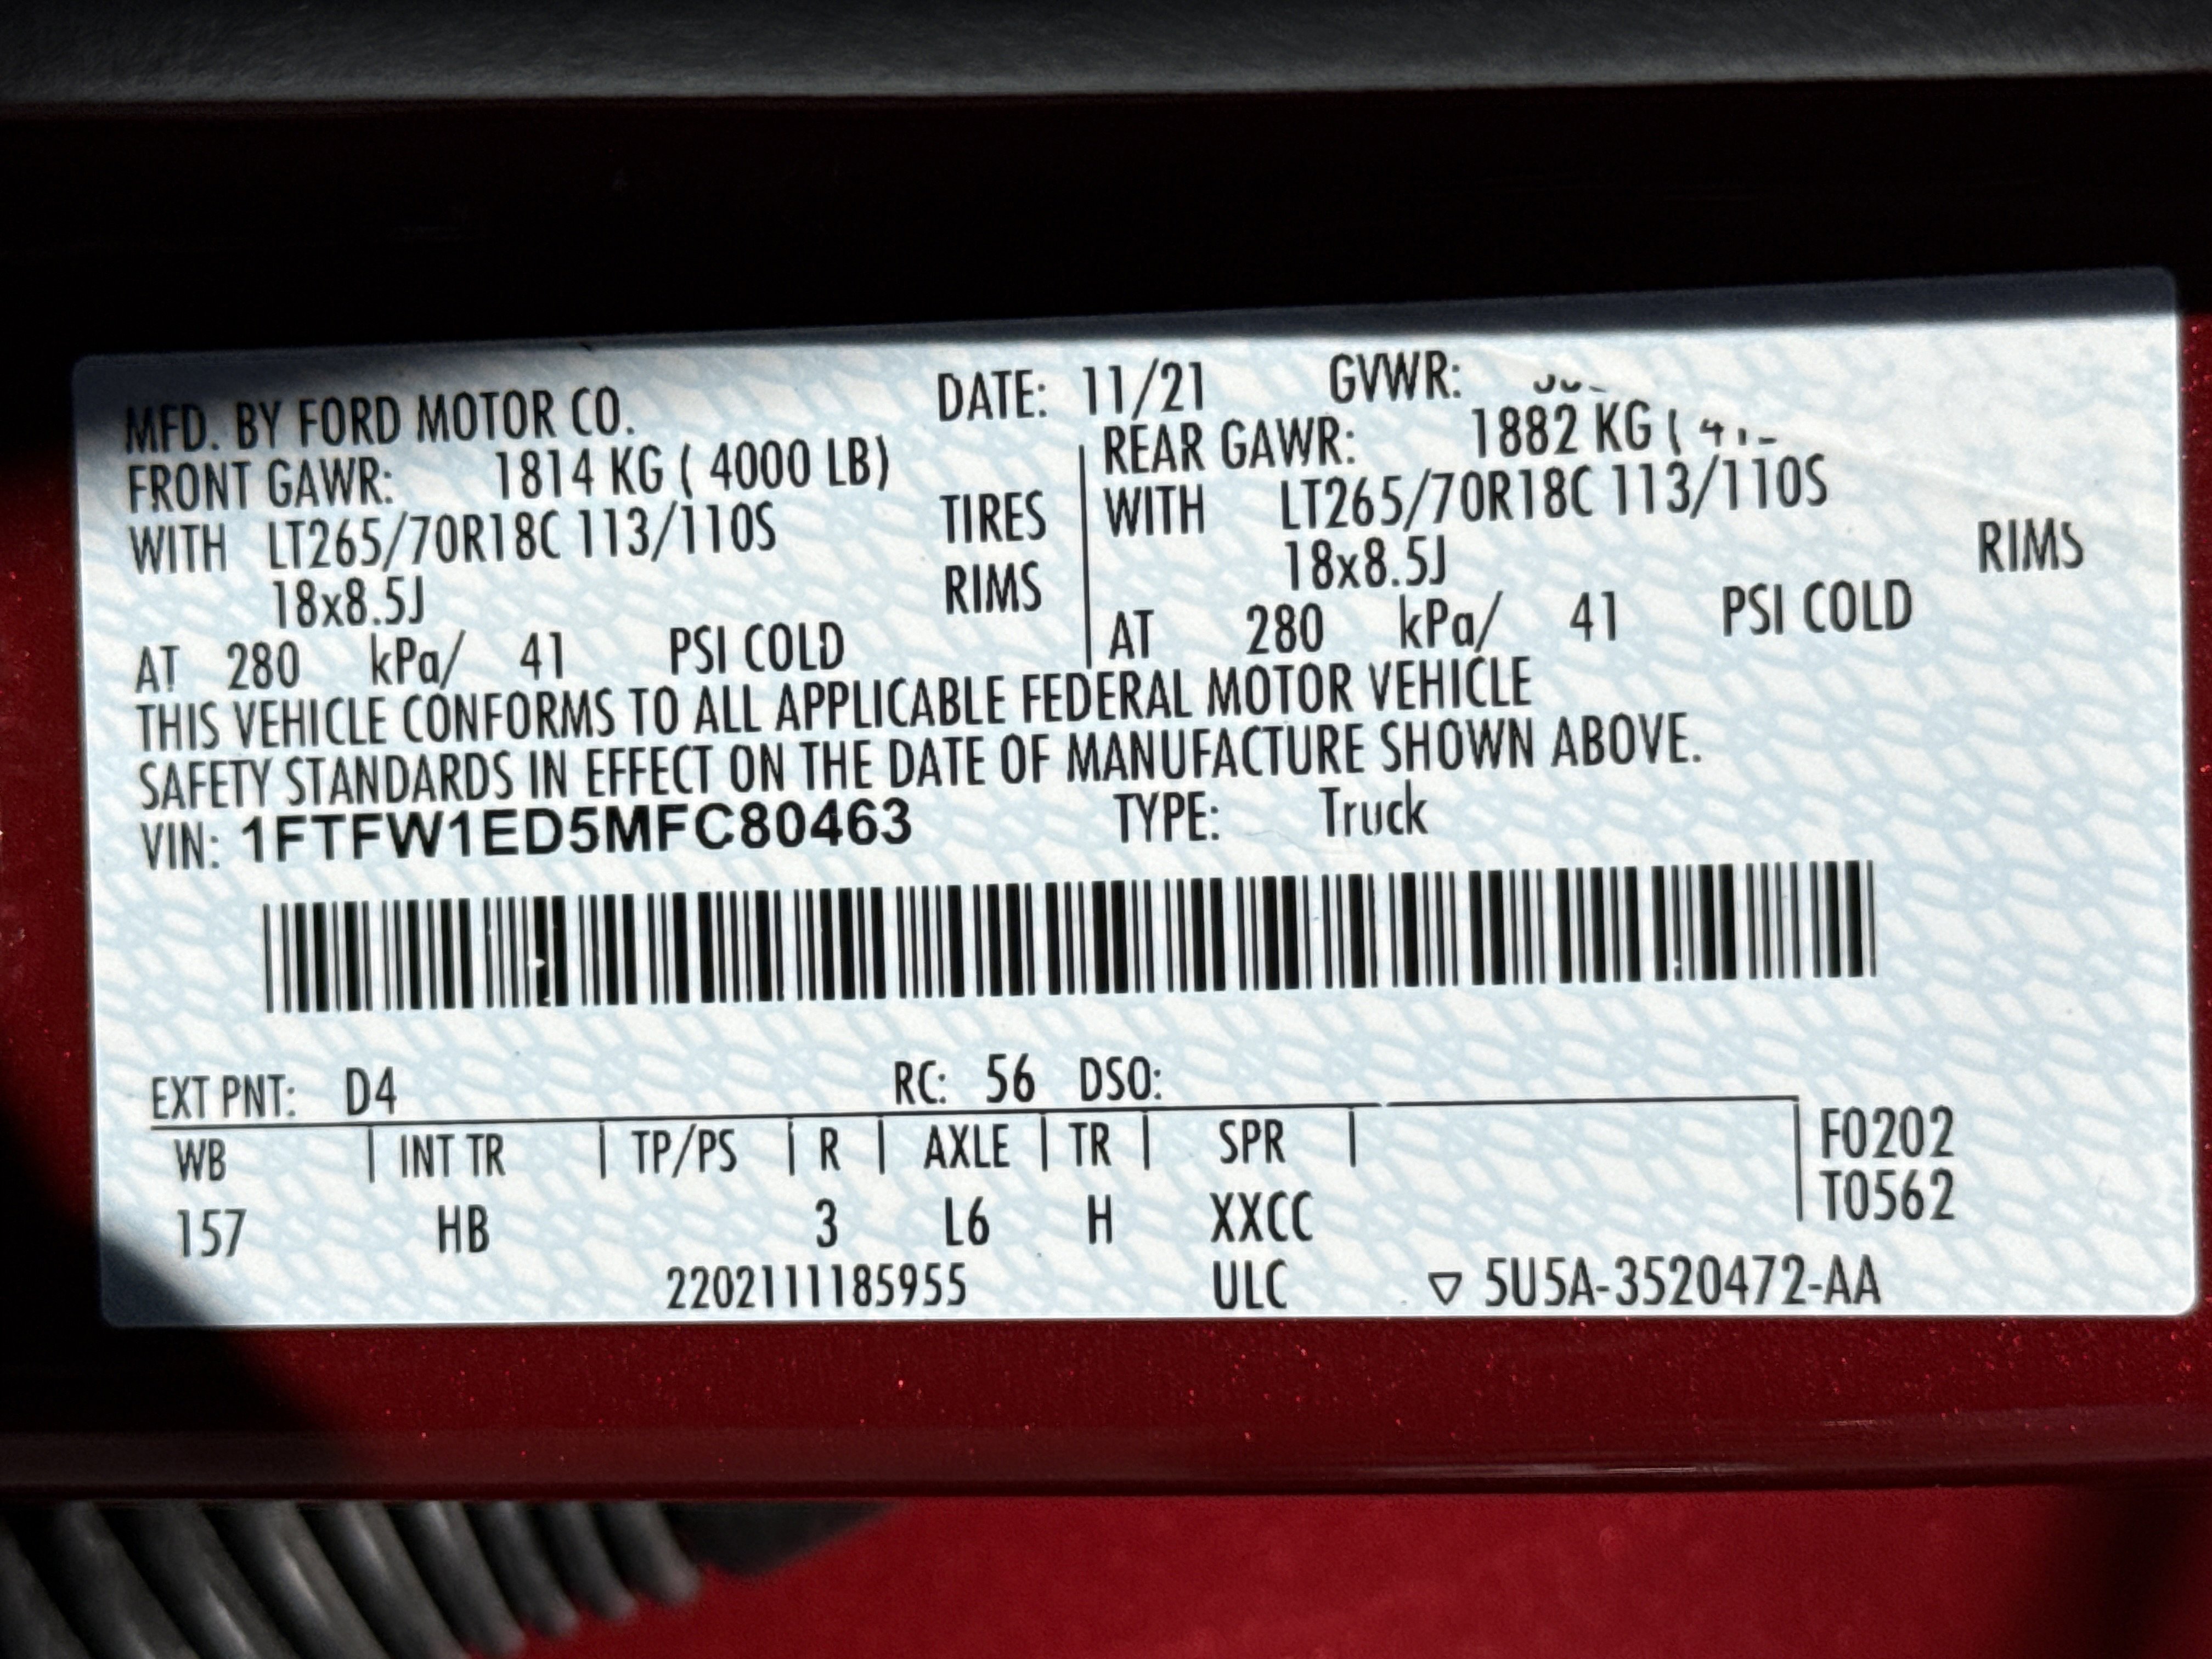 MFD. BY FORD MOTOR CO. DATE: 11/21 GVWR:
FRONT GAWR: 1814 KG ( 4000 LB) REAR GAWR: 1882 KG (
WITH LT265/70R18C 113/110S TIRES WITH LT265/70R18C 113/110S
18x8.5J RIMS 18x8.5J RIMS
AT 280 kPa/ 41 PSI COLD AT 280 kPa/ 41 PSI COLD
THIS VEHICLE CONFORMS TO ALL APPLICABLE FEDERAL MOTOR VEHICLE
SAFETY STANDARDS IN EFFECT ON THE DATE OF MANUFACTURE SHOWN ABOVE.
VIN: 1FTFW1ED5MFC80463 TYPE: Truck
EXT PNT: D4 RC: 56 DSO:
WB INT TR TP/PS R AXLE TR SPR F0202
T0562
157 HB 3 L6 H XXCC
2202111185955 ULC ▽ 5U5A-3520472-AA